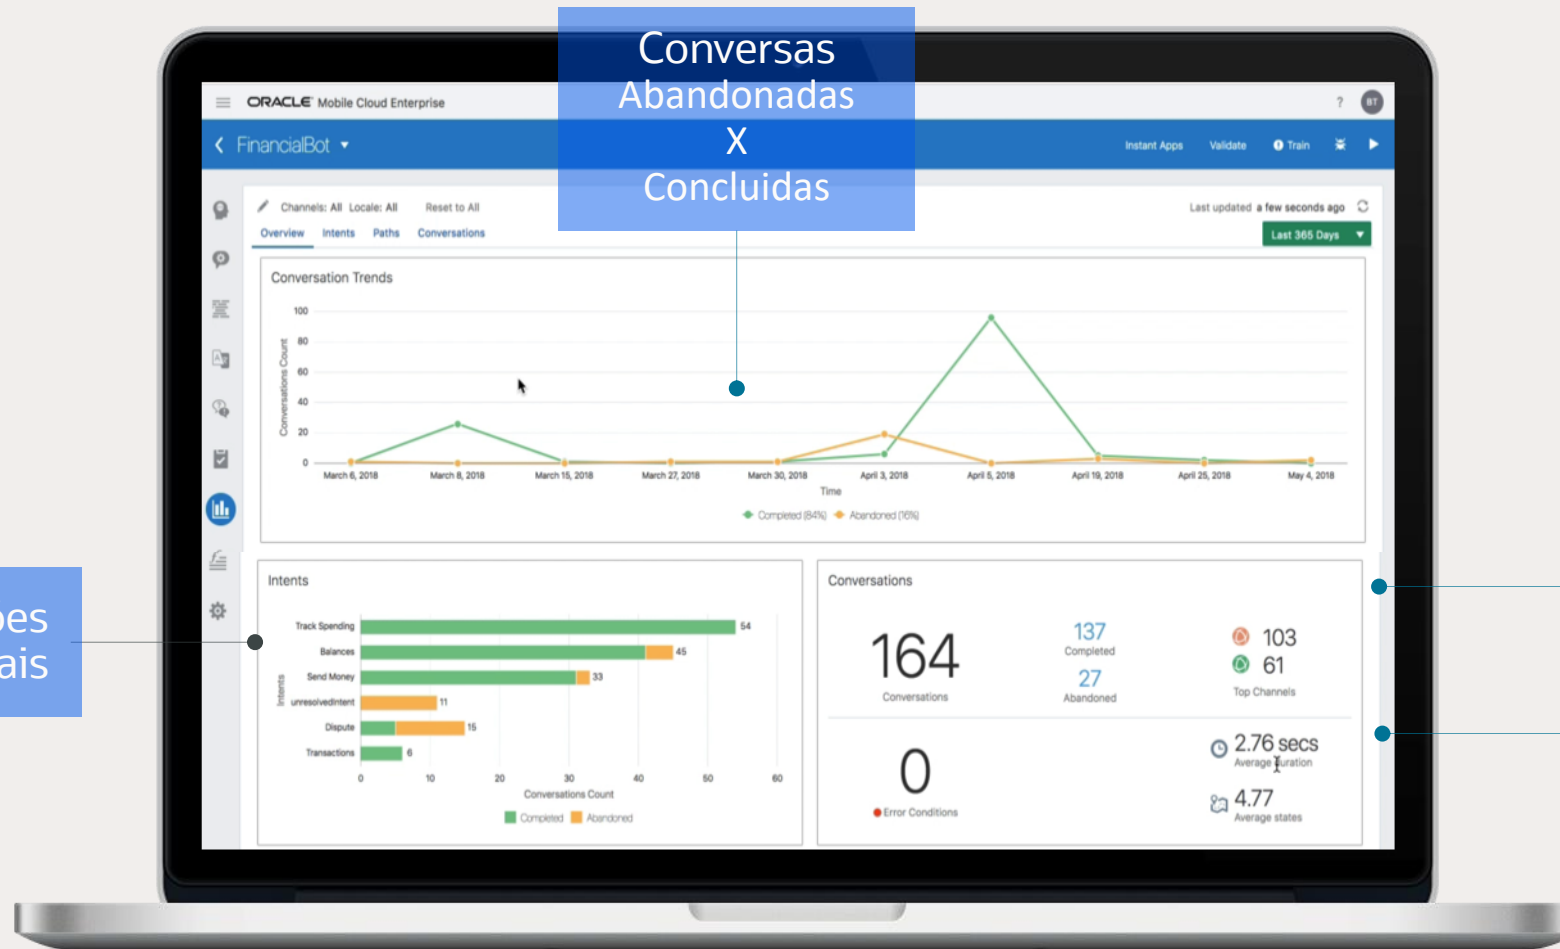 Conversas
Abandonadas
X
Concluidas
ORACLE Mobile Cloud Enterprise
?
BT
FinancialBot
Instant Apps
Validate
Train
Channels: All Locale: All
Reset to All
Last updated a few seconds ago
Overview
Intents
Paths
Conversations
Last 365 Days
Conversation Trends
100
80
60
40
20
0
Conversations Count
March 6, 2018
March 8, 2018
March 15, 2018
March 27, 2018
March 30, 2018
April 3, 2018
April 5, 2018
April 19, 2018
April 25, 2018
May 4, 2018
Time
Completed (84%)
Abandoned (16%)
Intents
Intents
Track Spending
54
Balances
45
Send Money
33
unresolvedIntent
11
Dispute
15
Transactions
6
0
10
20
30
40
50
60
Conversations Count
Completed
Abandoned
Conversations
164
Conversations
137
Completed
27
Abandoned
103
61
Top Channels
0
Error Conditions
2.76 secs
Average duration
4.77
Average states